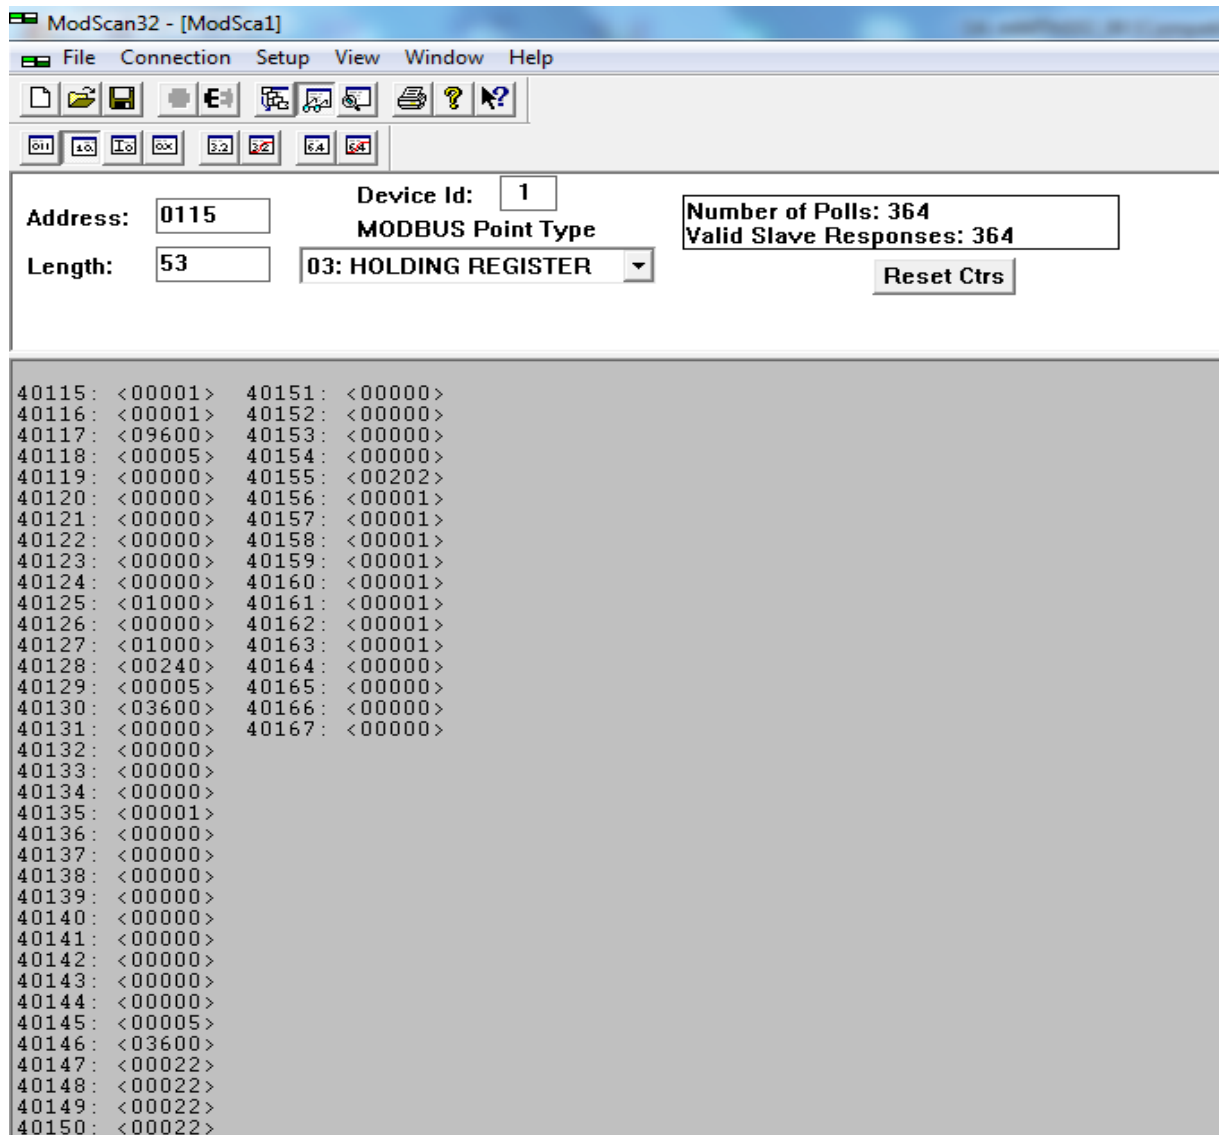 ModScan32 - [ModSca1]
File Connection Setup View Window Help
Address: 0115
Device Id: 1
MODBUS Point Type
Length: 53
03: HOLDING REGISTER
Number of Polls: 364
Valid Slave Responses: 364
Reset Ctrs
40115: <00001> 40151: <00000>
40116: <00001> 40152: <00000>
40117: <09600> 40153: <00000>
40118: <00005> 40154: <00000>
40119: <00000> 40155: <00202>
40120: <00000> 40156: <00001>
40121: <00000> 40157: <00001>
40122: <00000> 40158: <00001>
40123: <00000> 40159: <00001>
40124: <00000> 40160: <00001>
40125: <01000> 40161: <00001>
40126: <00000> 40162: <00001>
40127: <01000> 40163: <00001>
40128: <00240> 40164: <00000>
40129: <00005> 40165: <00000>
40130: <03600> 40166: <00000>
40131: <00000> 40167: <00000>
40132: <00000>
40133: <00000>
40134: <00000>
40135: <00001>
40136: <00000>
40137: <00000>
40138: <00000>
40139: <00000>
40140: <00000>
40141: <00000>
40142: <00000>
40143: <00000>
40144: <00000>
40145: <00005>
40146: <03600>
40147: <00022>
40148: <00022>
40149: <00022>
40150: <00022>